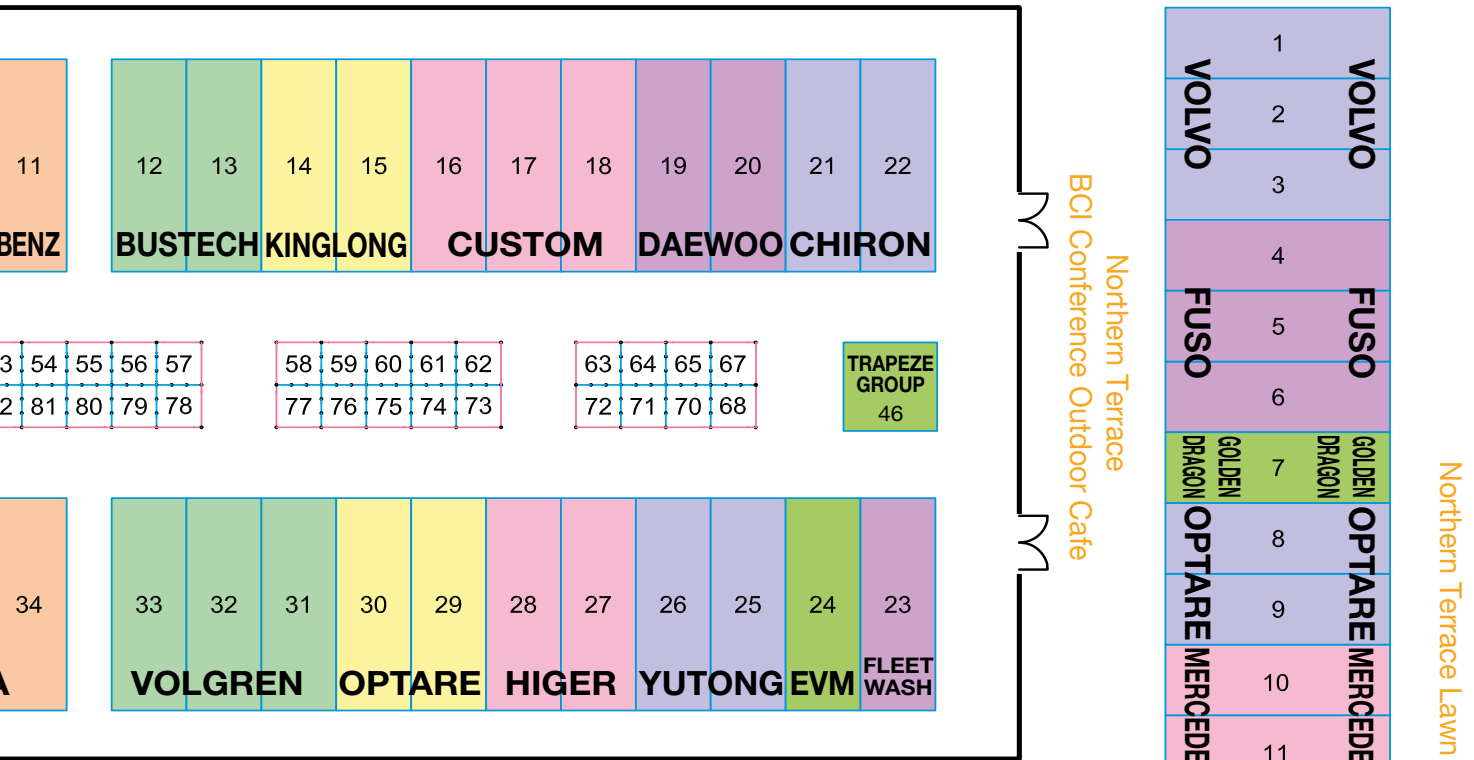 11 12 13 14 15 16 17 18 19 20 21 22
BENZ BUSTECH KINGLONG CUSTOM DAEWOO CHIRON
3 54 55 56 57 58 59 60 61 62 63 64 65 67
2 81 80 79 78 77 76 75 74 73 72 71 70 68
TRAPEZE
GROUP
46
34 33 32 31 30 29 28 27 26 25 24 23
A VOLGREN OPTARE HIGER YUTONG EVM
FLEET
WASH
Northern Terrace
BCI Conference Outdoor Cafe
1
2
3
VOLVO VOLVO
4
5
6
FUSO FUSO
7
GOLDEN
DRAGON
GOLDEN
DRAGON
8
9
OPTARE OPTARE
10
11
MERCEDE MERCEDE
Northern Terrace Lawn